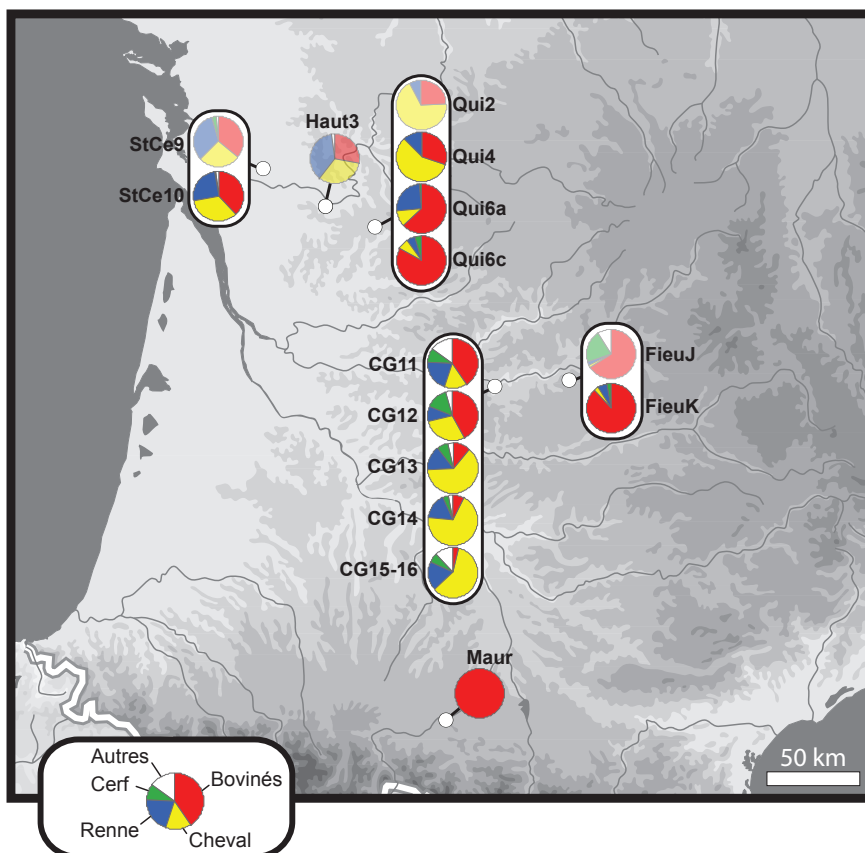 Qui2
Haut3
StCe9
Qui4
StCe10
Qui6a
Qui6c
CG11
FieuJ
CG12
FieuK
CG13
CG14
CG15-16
Maur
50 km
Autres
Bovinés
Cerf
Renne
Cheval